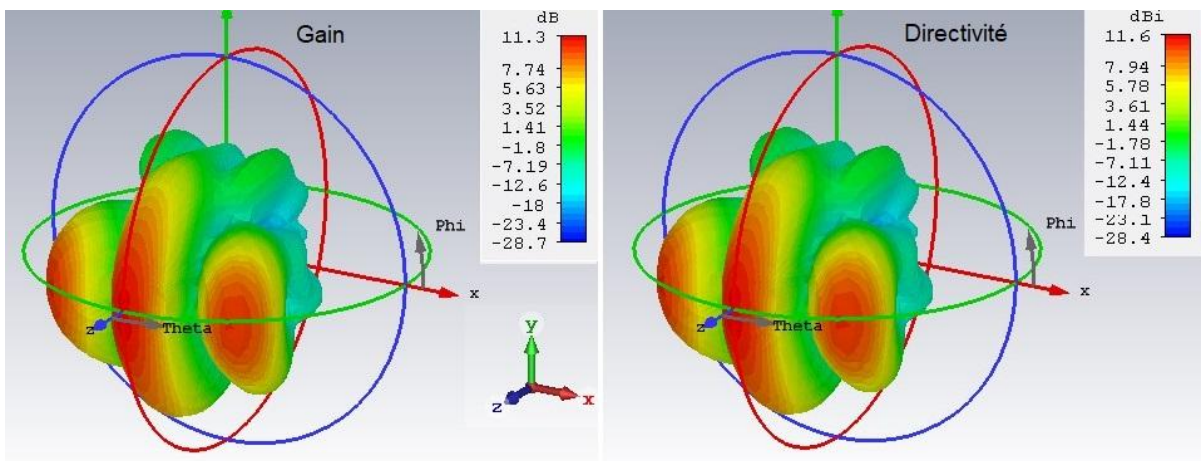 Gain
dB
11.3
7.74
5.63
3.52
1.41
-1.8
-7.19
-12.6
-18
-23.4
-28.7
Phi
x
z
Theta
y
z
x
Directivité
dBi
11.6
7.94
5.78
3.61
1.44
-1.78
-7.11
-12.4
-17.8
-23.1
-28.4
Phi
x
z
Theta